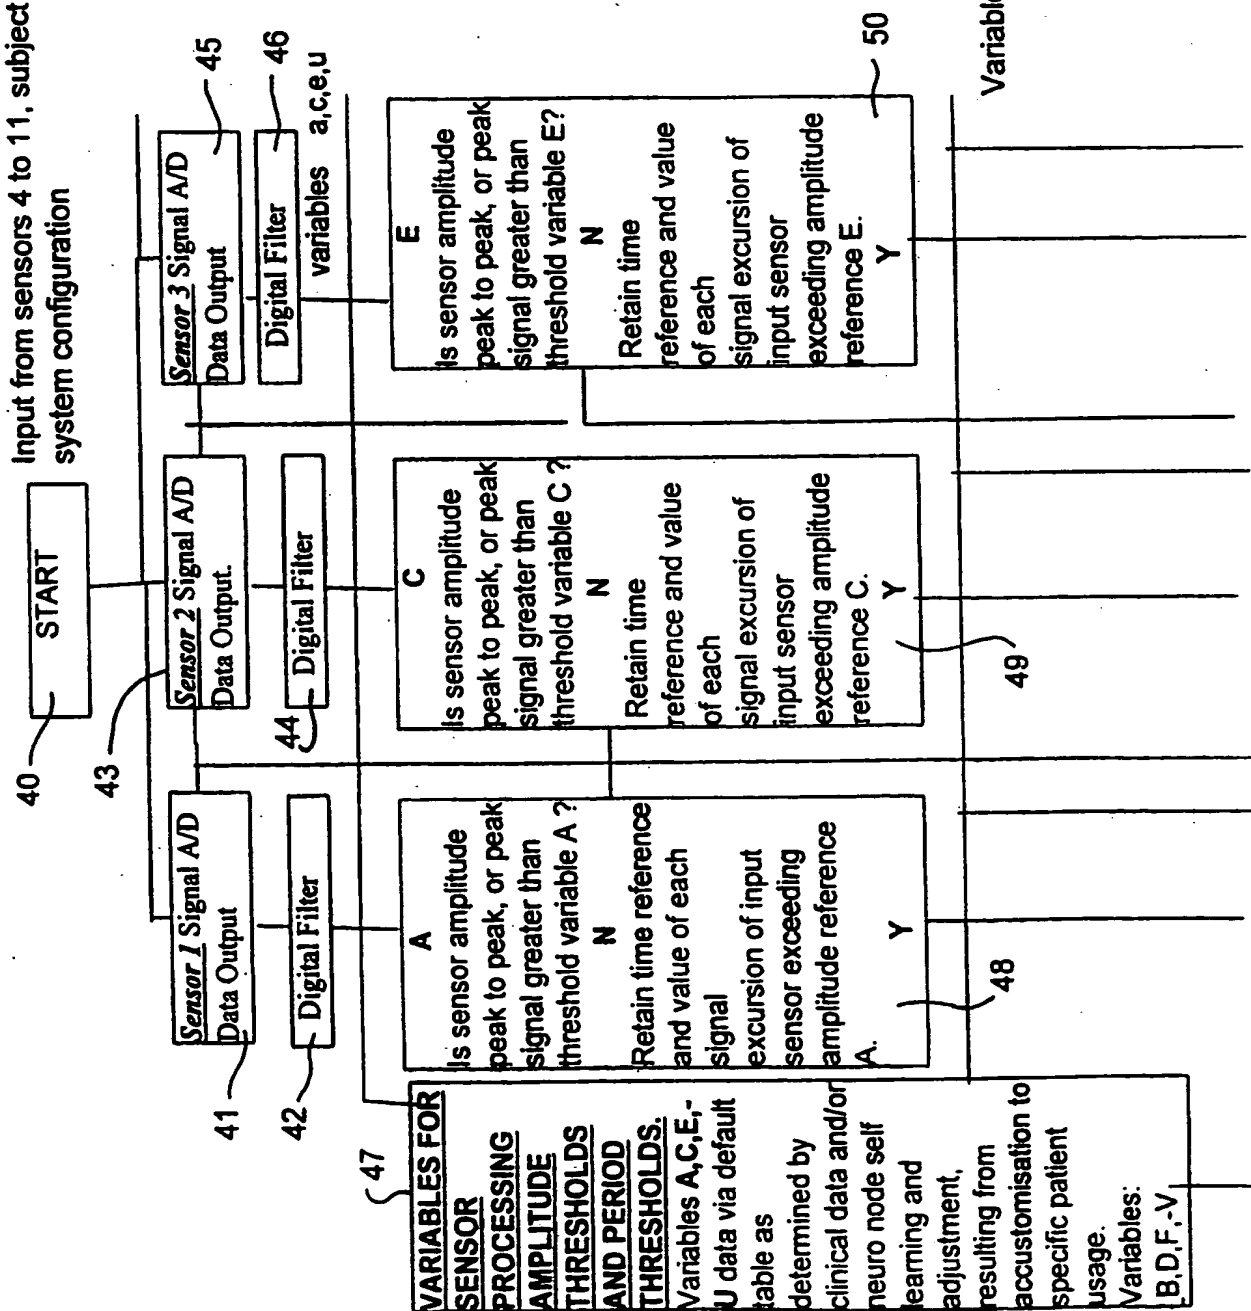 Input from sensors 4 to 11, subject
system configuration
START
40
43
45
46
41
42
44
47
Sensor 1 Signal A/D
Data Output
Digital Filter
Sensor 2 Signal A/D
Data Output.
Digital Filter
Sensor 3 Signal A/D
Data Output
Digital Filter
variables a,c,e,u
VARIABLES FOR
SENSOR
PROCESSING
AMPLITUDE
THRESHOLDS
AND PERIOD
THRESHOLDS.
Variables A,C,E,-
U data via default
table as
determined by
clinical data and/or
neuro node self
learning and
adjustment,
resulting from
accustomisation to
specific patient
usage.
Variables:
B,D,F,-V
A
Is sensor amplitude
peak to peak, or peak
signal greater than
threshold variable A ?
N
Retain time reference
and value of each
signal
excursion of input
sensor exceeding
amplitude reference
A.
Y
48
C
Is sensor amplitude
peak to peak, or peak
signal greater than
threshold variable C ?
N
Retain time
reference and value
of each
signal excursion of
input sensor
exceeding amplitude
reference C.
Y
49
E
Is sensor amplitude
peak to peak, or peak
signal greater than
threshold variable E?
N
Retain time
reference and value
of each
signal excursion of
input sensor
exceeding amplitude
reference E.
Y
50